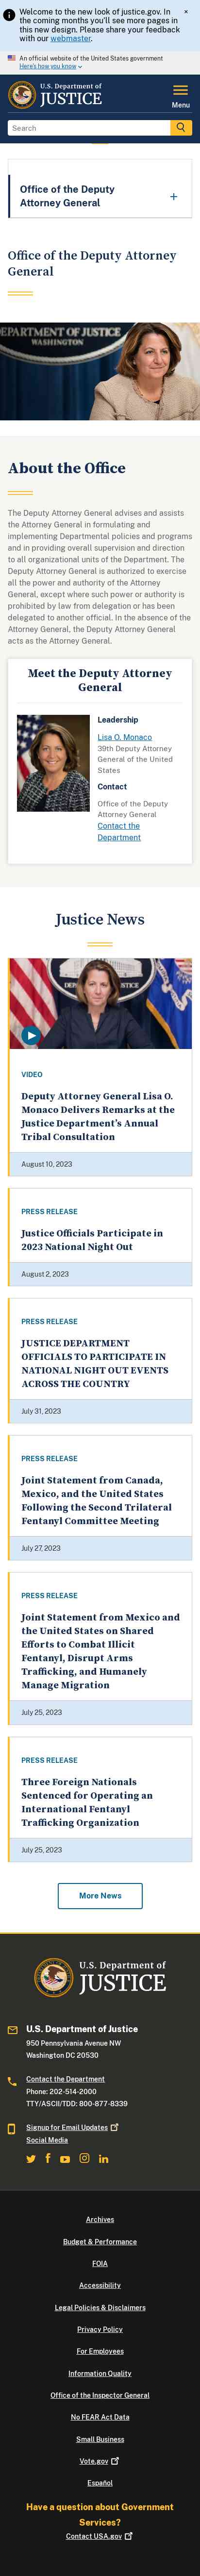 Welcome to the new look of justice.gov. In
the coming months you'll see more pages in
this new design. Please share your feedback
with our webmaster.
×
An official website of the United States government
Here's how you know
U.S. Department of
JUSTICE
Menu
Search
Office of the Deputy
Attorney General
+
Office of the Deputy Attorney
General
DEPARTMENT OF JUSTICE
WASHINGTON
About the Office
The Deputy Attorney General advises and assists
the Attorney General in formulating and
implementing Departmental policies and programs
and in providing overall supervision and direction
to all organizational units of the Department. The
Deputy Attorney General is authorized to exercise
all the power and authority of the Attorney
General, except where such power or authority is
prohibited by law from delegation or has been
delegated to another official. In the absence of the
Attorney General, the Deputy Attorney General
acts as the Attorney General.
Meet the Deputy Attorney
General
Leadership
Lisa O. Monaco
39th Deputy Attorney
General of the United
States
Contact
Office of the Deputy
Attorney General
Contact the
Department
Justice News
VIDEO
Deputy Attorney General Lisa O.
Monaco Delivers Remarks at the
Justice Department's Annual
Tribal Consultation
August 10, 2023
PRESS RELEASE
Justice Officials Participate in
2023 National Night Out
August 2, 2023
PRESS RELEASE
JUSTICE DEPARTMENT
OFFICIALS TO PARTICIPATE IN
NATIONAL NIGHT OUT EVENTS
ACROSS THE COUNTRY
July 31, 2023
PRESS RELEASE
Joint Statement from Canada,
Mexico, and the United States
Following the Second Trilateral
Fentanyl Committee Meeting
July 27, 2023
PRESS RELEASE
Joint Statement from Mexico and
the United States on Shared
Efforts to Combat Illicit
Fentanyl, Disrupt Arms
Trafficking, and Humanely
Manage Migration
July 25, 2023
PRESS RELEASE
Three Foreign Nationals
Sentenced for Operating an
International Fentanyl
Trafficking Organization
July 25, 2023
More News
U.S. Department of
JUSTICE
U.S. Department of Justice
950 Pennsylvania Avenue NW
Washington DC 20530
Contact the Department
Phone: 202-514-2000
TTY/ASCII/TDD: 800-877-8339
Signup for Email Updates
Social Media
Archives
Budget & Performance
FOIA
Accessibility
Legal Policies & Disclaimers
Privacy Policy
For Employees
Information Quality
Office of the Inspector General
No FEAR Act Data
Small Business
Vote.gov
Español
Have a question about Government
Services?
Contact USA.gov